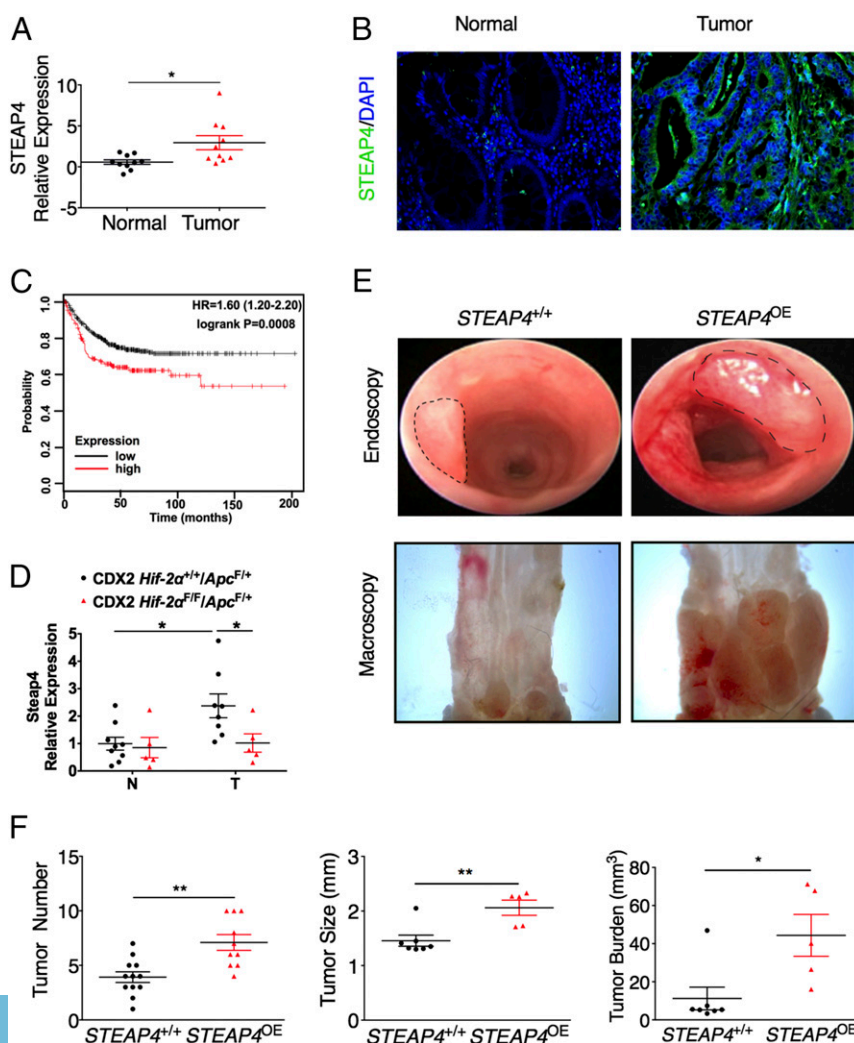 A
STEAP4
Relative Expression
10
5
0
-5
*
Normal
Tumor
B
Normal
Tumor
STEAP4/DAPI
C
HR=1.60 (1.20-2.20)
logrank P=0.0008
Probability
1.0
0.8
0.6
0.4
0.2
0.0
Expression
low
high
0 50 100 150 200
Time (months)
D
CDX2 Hif-2α+/+/ApcF/+
CDX2 Hif-2αF/F/ApcF/+
Steap4
Relative Expression
5
4
3
2
1
0
* *
N T
E
STEAP4+/+
STEAP4OE
Endoscopy
Macroscopy
F
Tumor Number
15
10
5
0
**
STEAP4+/+ STEAP4OE
Tumor Size (mm)
3
2
1
0
**
STEAP4+/+ STEAP4OE
Tumor Burden (mm3)
80
60
40
20
0
*
STEAP4+/+ STEAP4OE